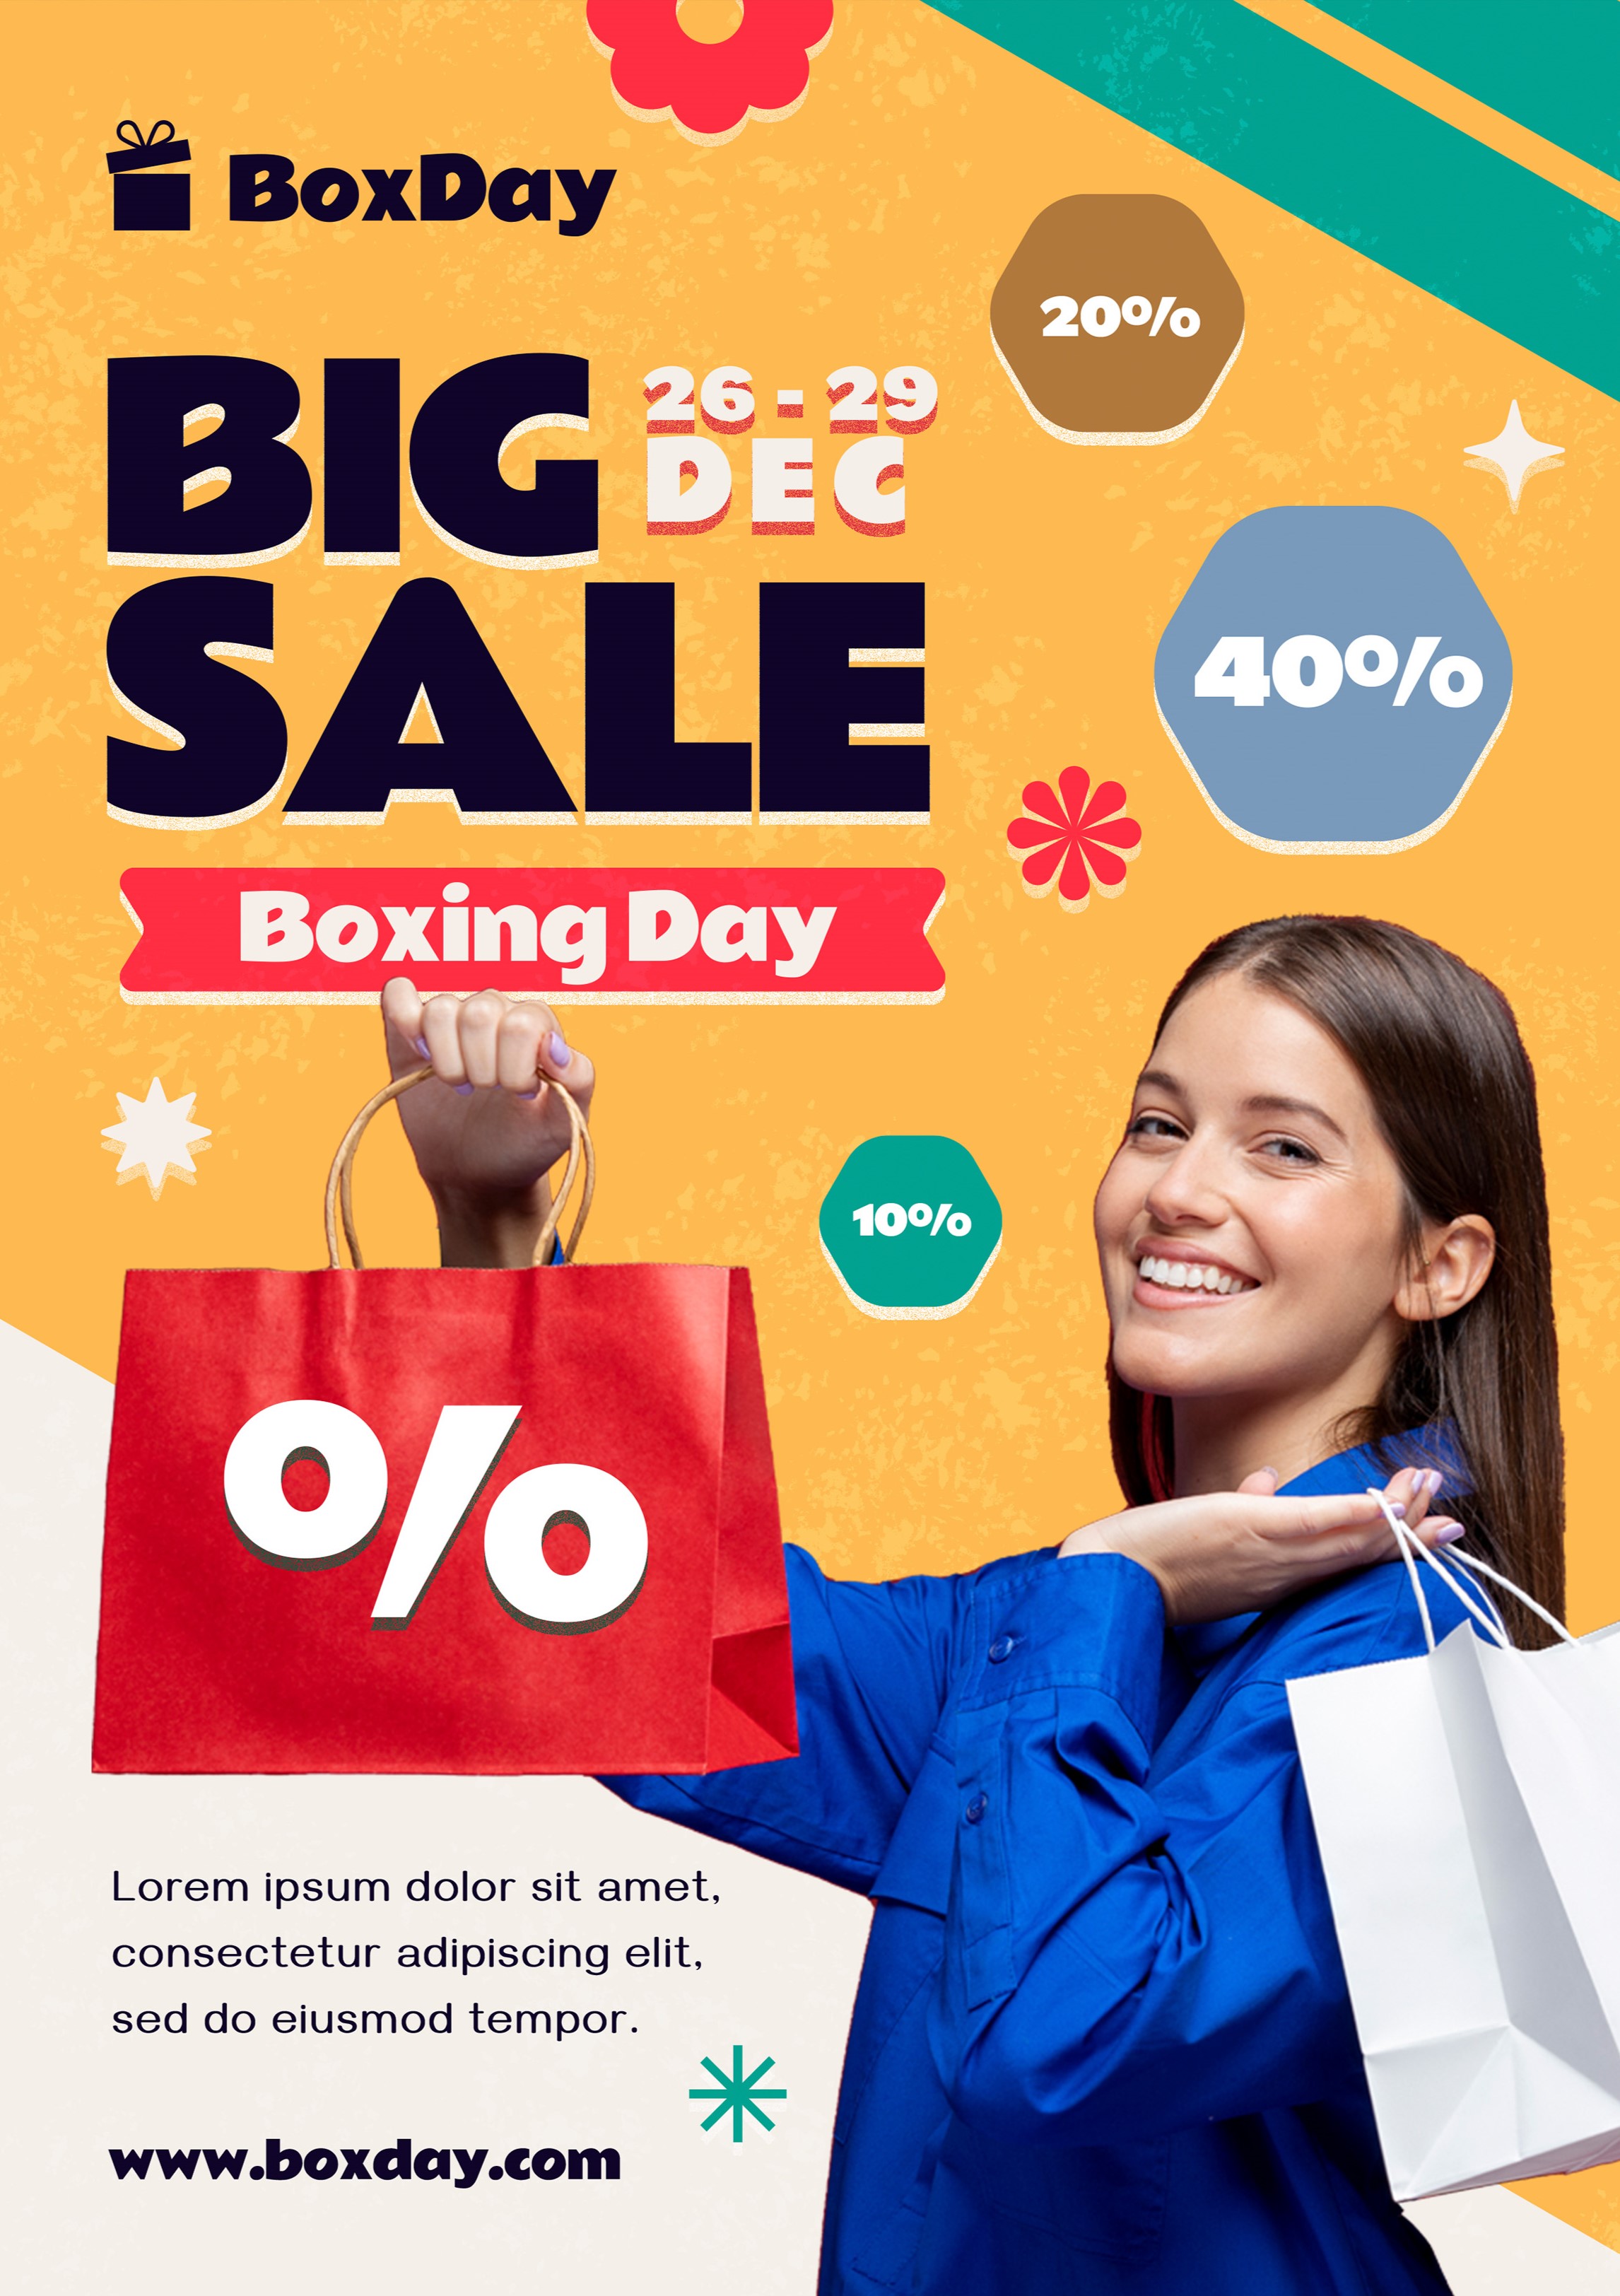 BoxDay
BIG
26 - 29
DEC
SALE
Boxing Day
20%
40%
10%
%
Lorem ipsum dolor sit amet,
consectetur adipiscing elit,
sed do eiusmod tempor.
www.boxday.com